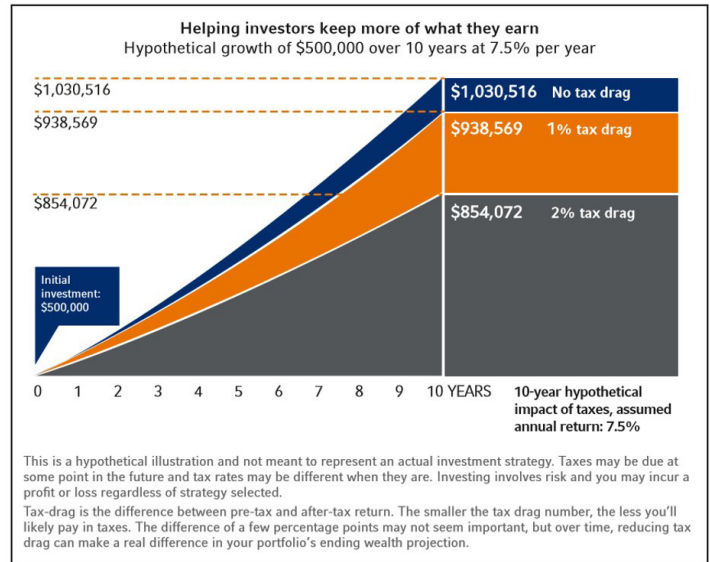 Helping investors keep more of what they earn
Hypothetical growth of $500,000 over 10 years at 7.5% per year
$1,030,516
$938,569
$854,072
$1,030,516 No tax drag
$938,569 1% tax drag
$854,072 2% tax drag
Initial
investment:
$500,000
0 1 2 3 4 5 6 7 8 9 10 YEARS
10-year hypothetical
impact of taxes, assumed
annual return: 7.5%
This is a hypothetical illustration and not meant to represent an actual investment strategy. Taxes may be due at
some point in the future and tax rates may be different when they are. Investing involves risk and you may incur a
profit or loss regardless of strategy selected.
Tax-drag is the difference between pre-tax and after-tax return. The smaller the tax drag number, the less you'll
likely pay in taxes. The difference of a few percentage points may not seem important, but over time, reducing tax
drag can make a real difference in your portfolio's ending wealth projection.